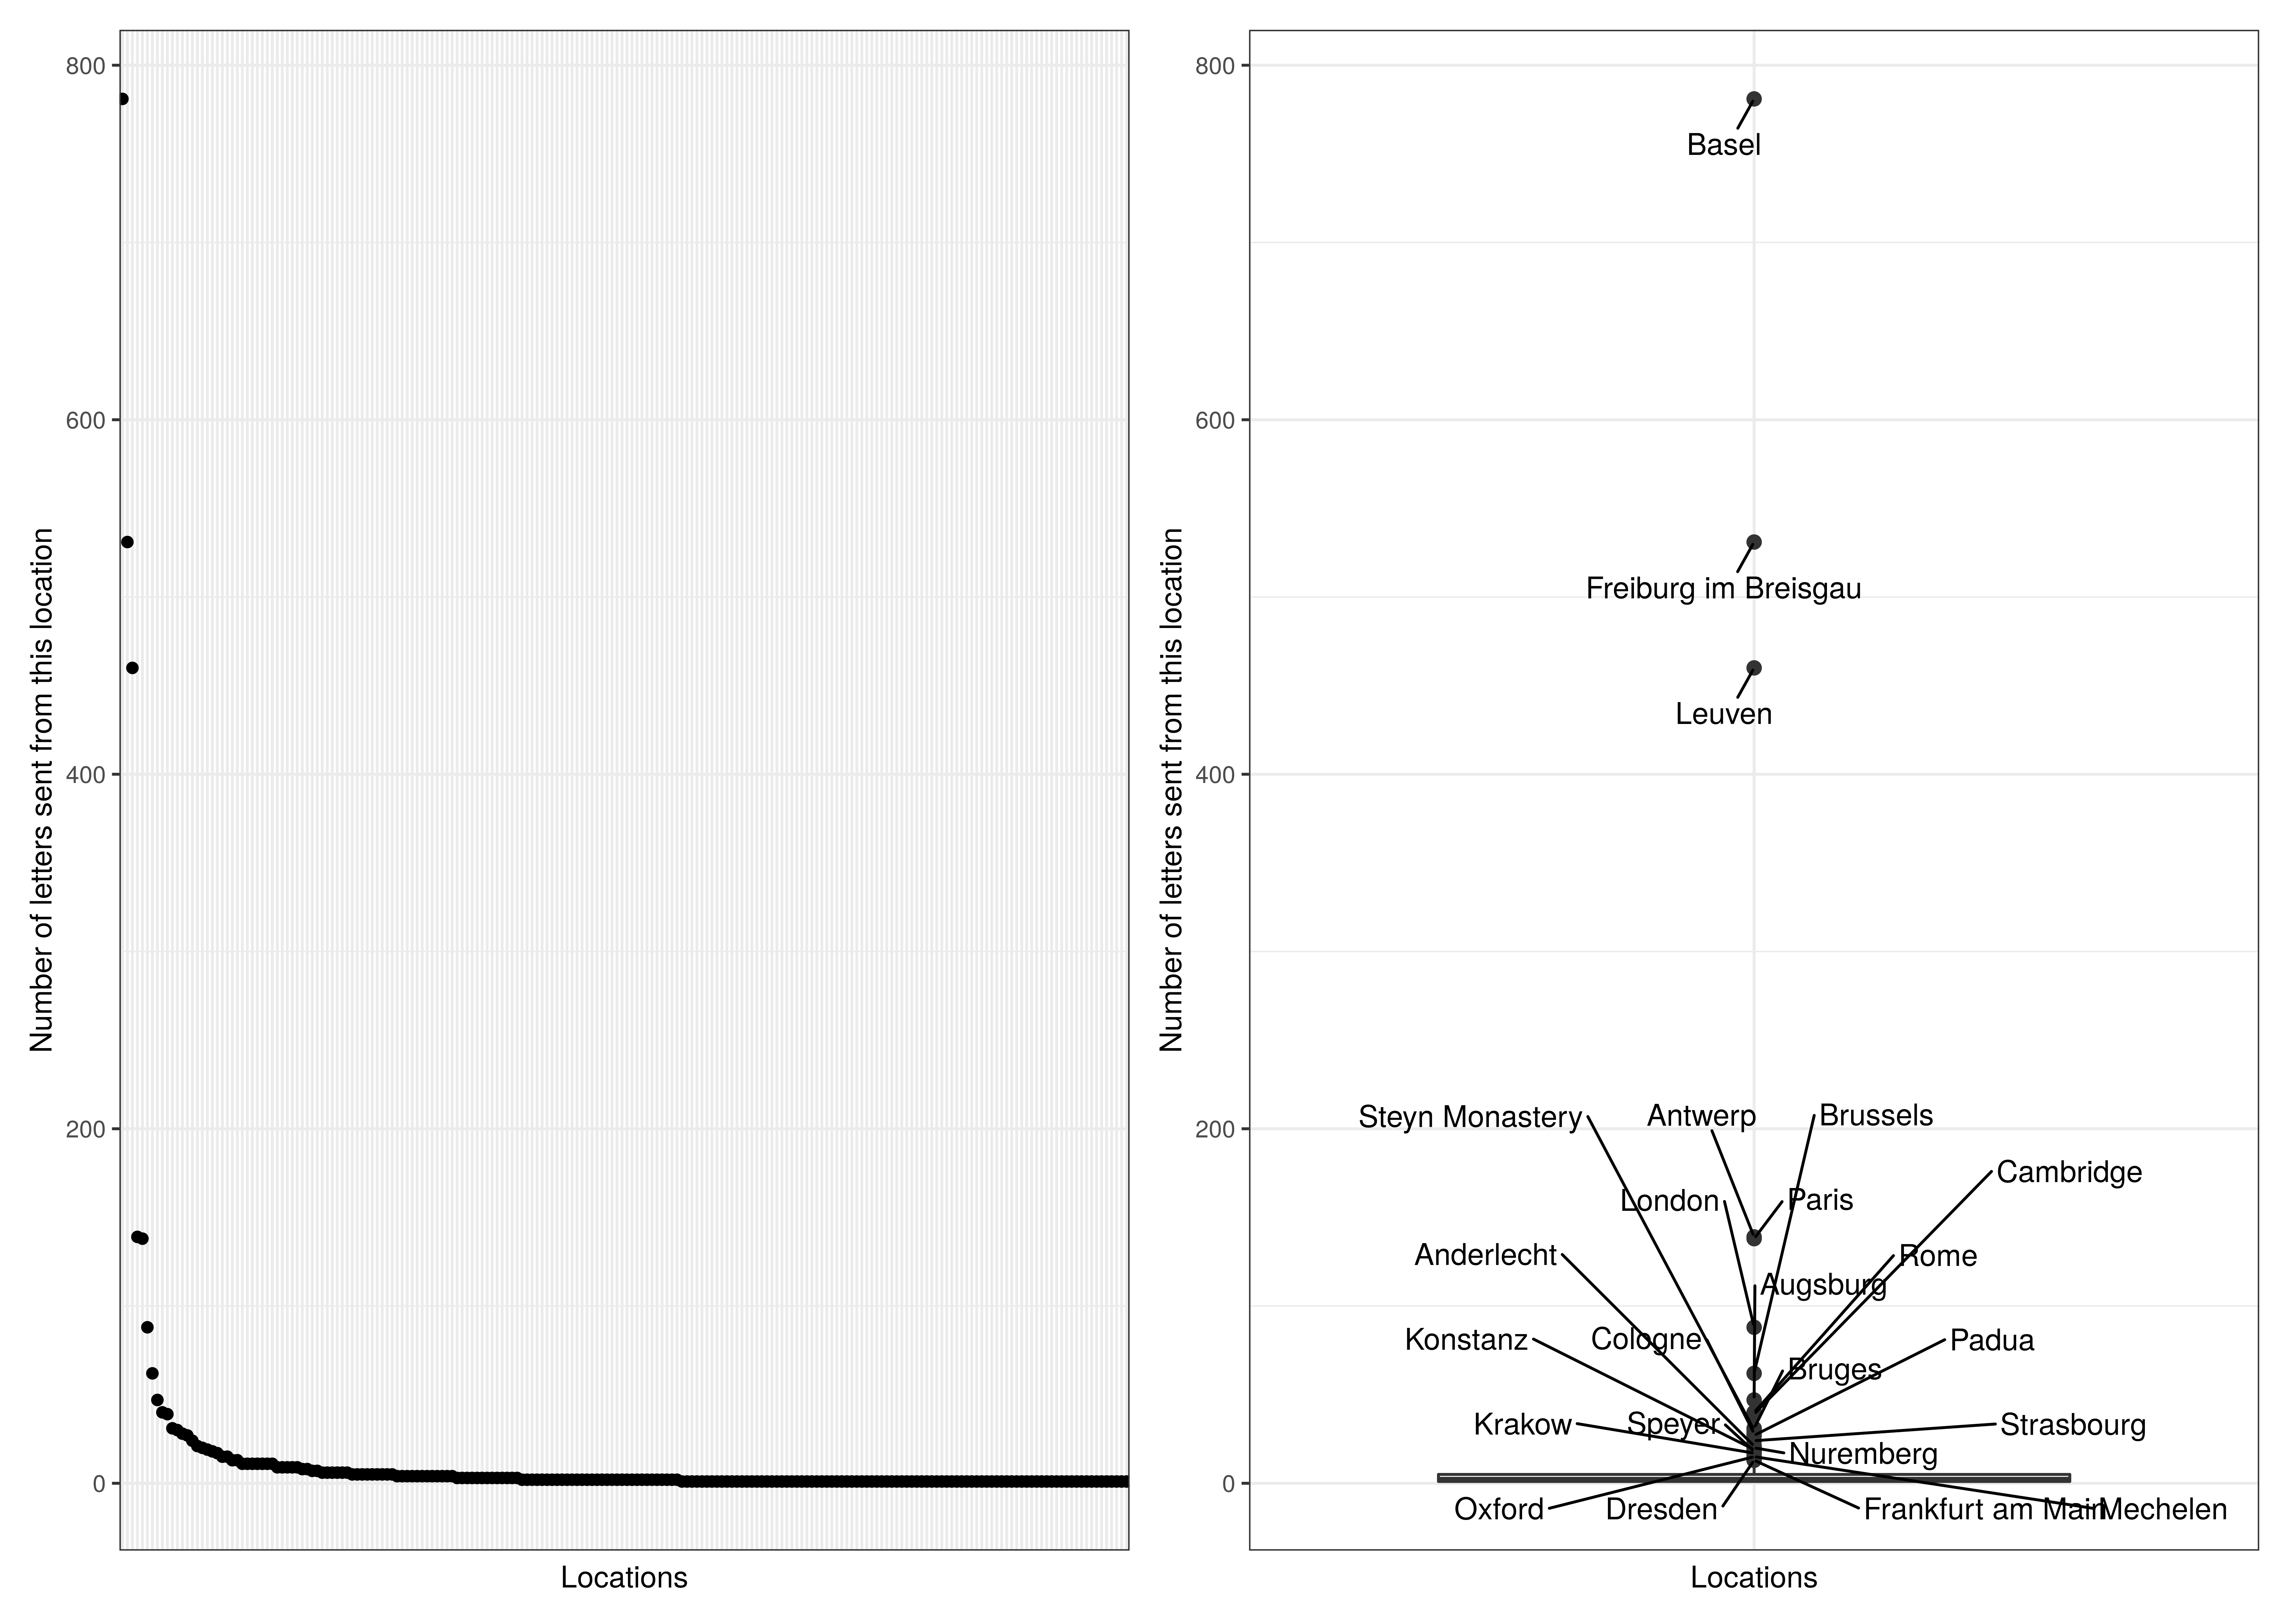 Number of letters sent from this location
800
600
400
200
0
Locations
Number of letters sent from this location
800
600
400
200
0
Basel
Freiburg im Breisgau
Leuven
Steyn Monastery
Antwerp
Brussels
Cambridge
London
Paris
Anderlecht
Rome
Augsburg
Konstanz
Cologne
Padua
Bruges
Krakow
Speyer
Strasbourg
Nuremberg
Oxford
Dresden
Frankfurt am Main
Mechelen
Locations